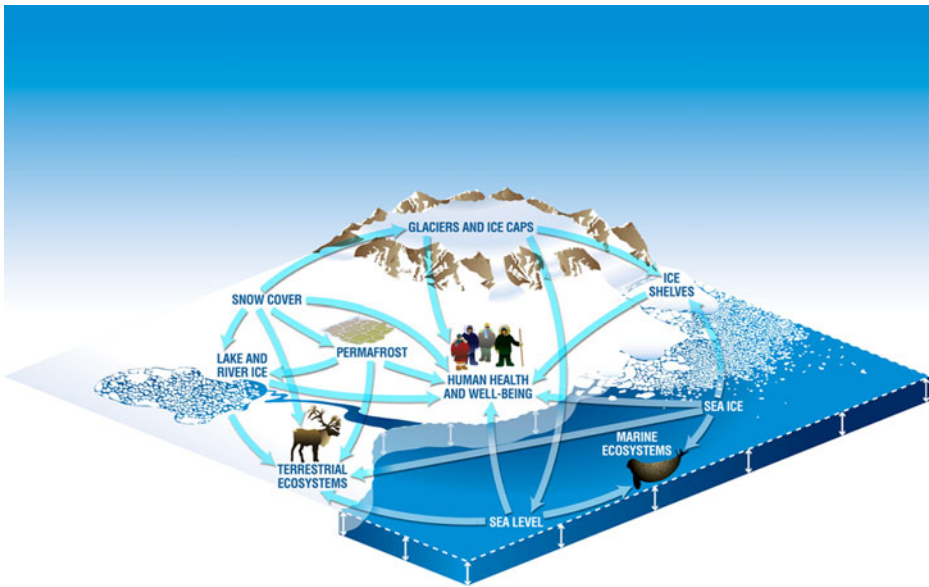 GLACIERS AND ICE CAPS
ICE
SHELVES
SNOW COVER
PERMAFROST
LAKE AND
RIVER ICE
HUMAN HEALTH
AND WELL-BEING
SEA ICE
MARINE
ECOSYSTEMS
TERRESTRIAL
ECOSYSTEMS
SEA LEVEL